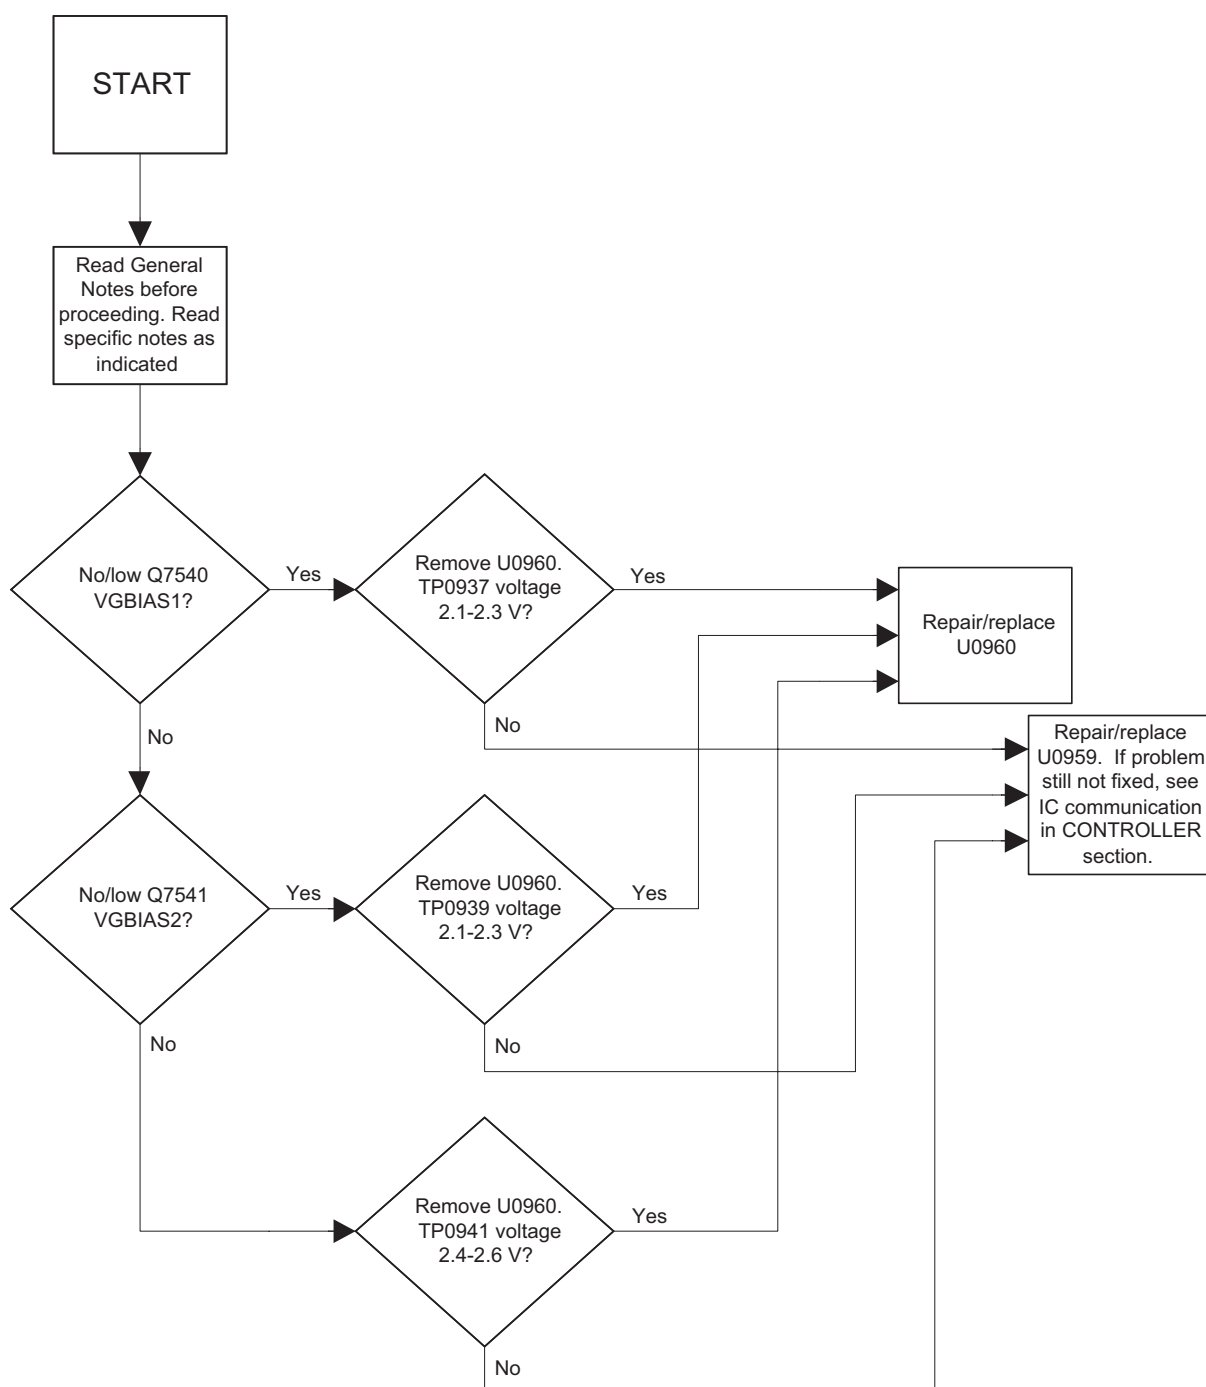 START
Read General
Notes before
proceeding. Read
specific notes as
indicated
No/low Q7540
VGBIAS1?
Yes
Remove U0960.
TP0937 voltage
2.1-2.3 V?
Yes
Repair/replace
U0960
No
No
Repair/replace
U0959.  If problem
still not fixed, see
IC communication
in CONTROLLER
section.
No/low Q7541
VGBIAS2?
Yes
Remove U0960.
TP0939 voltage
2.1-2.3 V?
Yes
No
No
Remove U0960.
TP0941 voltage
2.4-2.6 V?
Yes
No